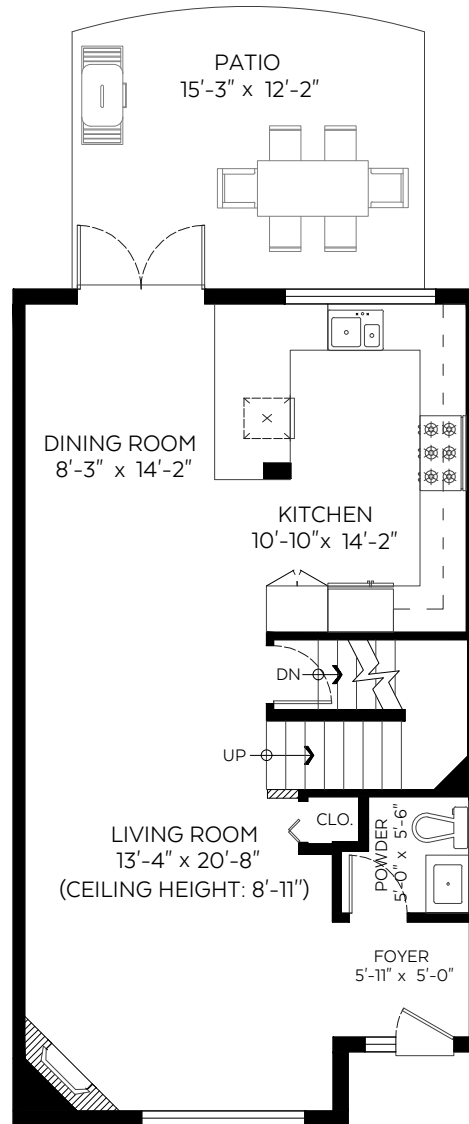 PATIO
15'-3" x 12'-2"
DINING ROOM
8'-3" x 14'-2"
KITCHEN
10'-10"x 14'-2"
DN
UP
CLO.
POWDER
5'-0" x 5'-6"
LIVING ROOM
13'-4" x 20'-8"
(CEILING HEIGHT: 8'-11")
FOYER
5'-11" x 5'-0"